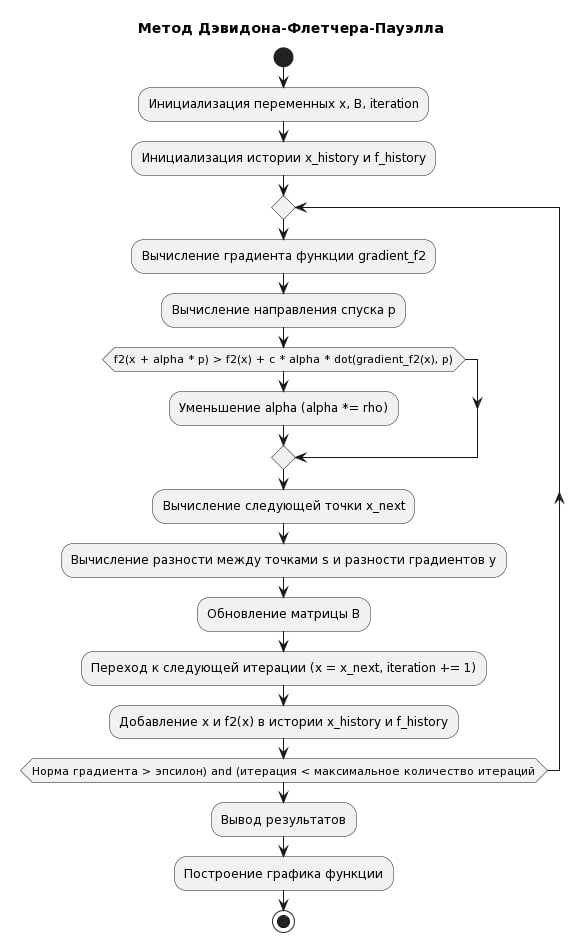 Метод Дэвидона-Флетчера-Пауэлла
Инициализация переменных x, B, iteration
Инициализация истории x_history и f_history
Вычисление градиента функции gradient_f2
Вычисление направления спуска p
f2(x + alpha * p) > f2(x) + c * alpha * dot(gradient_f2(x), p)
Уменьшение alpha (alpha *= rho)
Вычисление следующей точки x_next
Вычисление разности между точками s и разности градиентов y
Обновление матрицы B
Переход к следующей итерации (x = x_next, iteration += 1)
Добавление x и f2(x) в истории x_history и f_history
Норма градиента > эпсилон) and (итерация < максимальное количество итераций
Вывод результатов
Построение графика функции